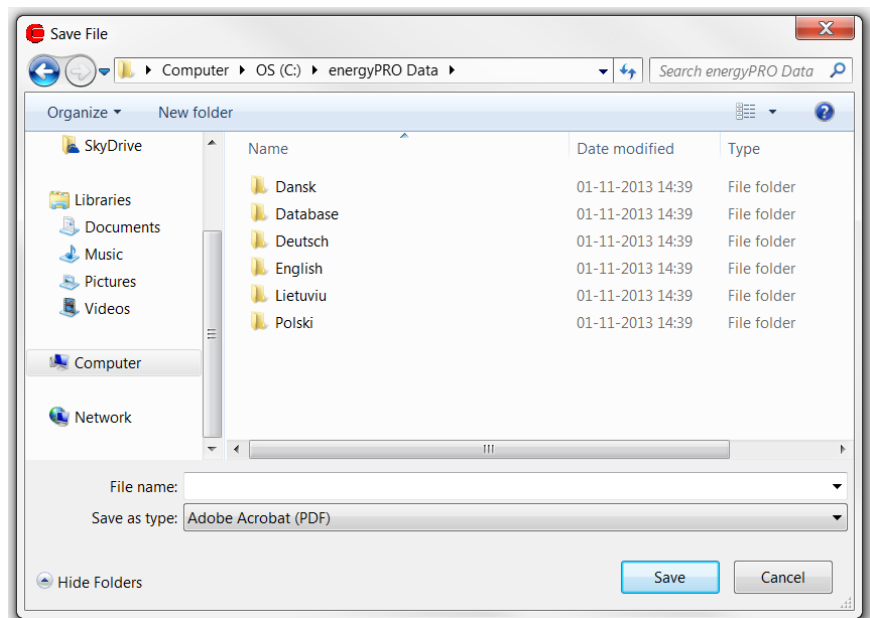 Save File
X
Computer OS (C:) energyPRO Data
Search energyPRO Data
Organize New folder
?
SkyDrive
Libraries
Documents
Music
Pictures
Videos
Computer
Network
Name Date modified Type
Dansk 01-11-2013 14:39 File folder
Database 01-11-2013 14:39 File folder
Deutsch 01-11-2013 14:39 File folder
English 01-11-2013 14:39 File folder
Lietuviu 01-11-2013 14:39 File folder
Polski 01-11-2013 14:39 File folder
File name:
Save as type: Adobe Acrobat (PDF)
Hide Folders
Save
Cancel